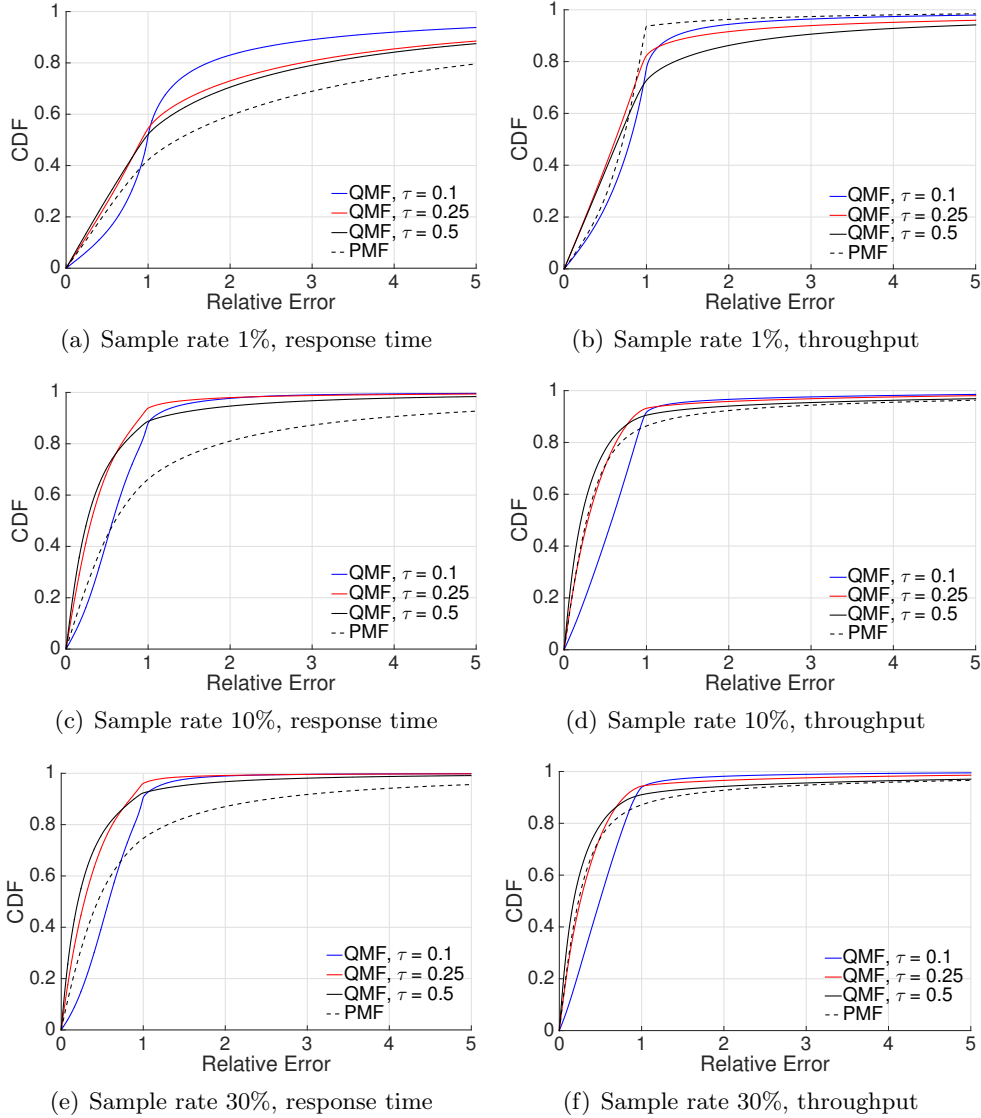 1
0.8
0.6
0.4
0.2
0
CDF
QMF, τ = 0.1
QMF, τ = 0.25
QMF, τ = 0.5
PMF
0 1 2 3 4 5
Relative Error
(a) Sample rate 1%, response time
1
0.8
0.6
0.4
0.2
0
CDF
QMF, τ = 0.1
QMF, τ = 0.25
QMF, τ = 0.5
PMF
0 1 2 3 4 5
Relative Error
(b) Sample rate 1%, throughput
1
0.8
0.6
0.4
0.2
0
CDF
QMF, τ = 0.1
QMF, τ = 0.25
QMF, τ = 0.5
PMF
0 1 2 3 4 5
Relative Error
(c) Sample rate 10%, response time
1
0.8
0.6
0.4
0.2
0
CDF
QMF, τ = 0.1
QMF, τ = 0.25
QMF, τ = 0.5
PMF
0 1 2 3 4 5
Relative Error
(d) Sample rate 10%, throughput
1
0.8
0.6
0.4
0.2
0
CDF
QMF, τ = 0.1
QMF, τ = 0.25
QMF, τ = 0.5
PMF
0 1 2 3 4 5
Relative Error
(e) Sample rate 30%, response time
1
0.8
0.6
0.4
0.2
0
CDF
QMF, τ = 0.1
QMF, τ = 0.25
QMF, τ = 0.5
PMF
0 1 2 3 4 5
Relative Error
(f) Sample rate 30%, throughput